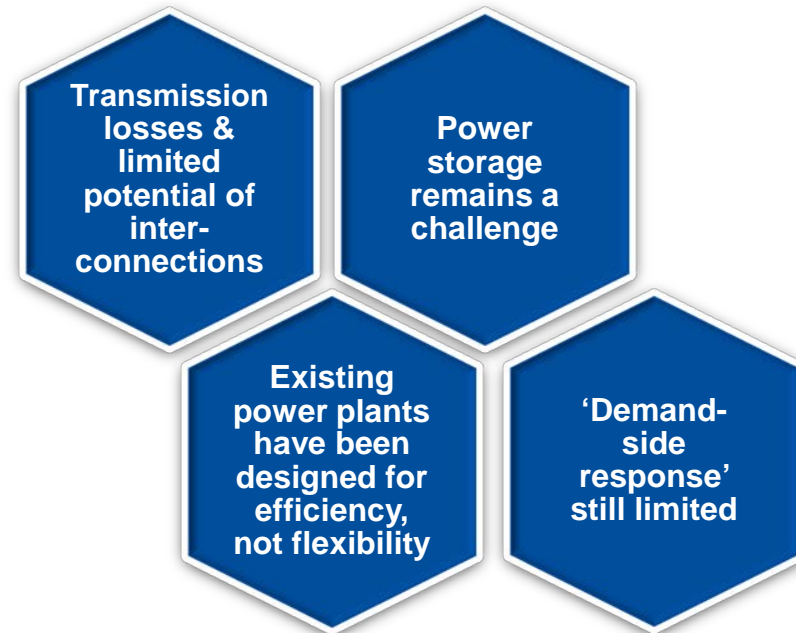 Transmission
losses &
limited
potential of
inter-
connections
Power
storage
remains a
challenge
Existing
power plants
have been
designed for
efficiency,
not flexibility
‘Demand-
side
response’
still limited